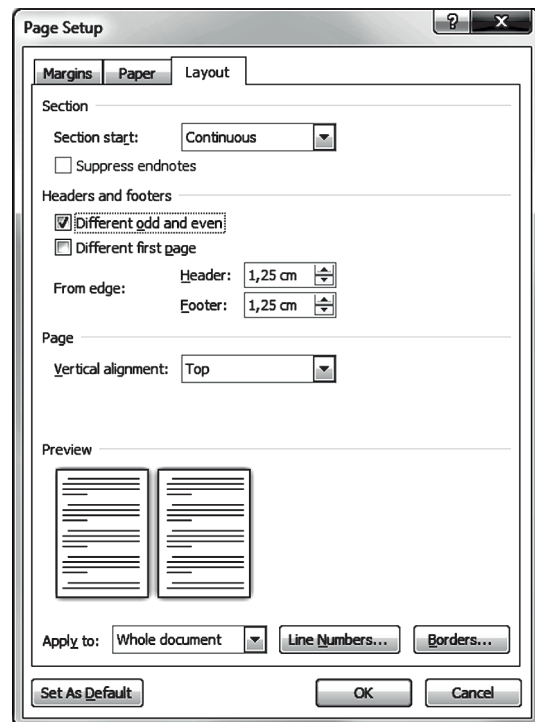 Page Setup
Margins Paper Layout
Section
Section start: Continuous
Suppress endnotes
Headers and footers
Different odd and even
Different first page
Header: 1,25 cm
From edge:
Footer: 1,25 cm
Page
Vertical alignment: Top
Preview
Apply to: Whole document Line Numbers... Borders...
Set As Default OK Cancel